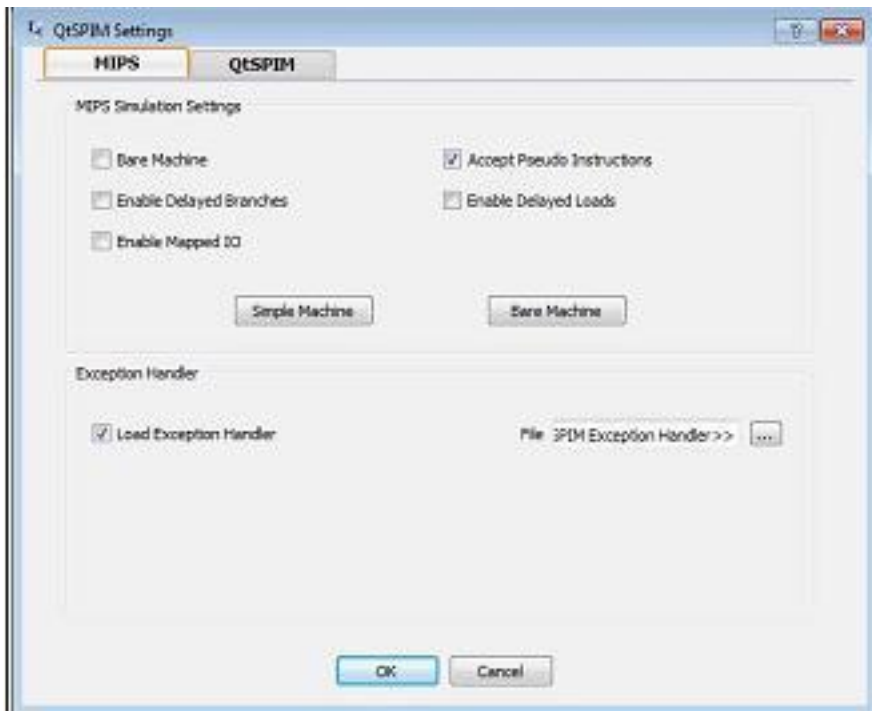 QtSPIM Settings
MIPS QtSPIM
MIPS Simulation Settings
Bare Machine Accept Pseudo Instructions
Enable Delayed Branches Enable Delayed Loads
Enable Mapped IO
Simple Machine Bare Machine
Exception Handler
Load Exception Handler File SPIM Exception Handler>> ...
OK Cancel